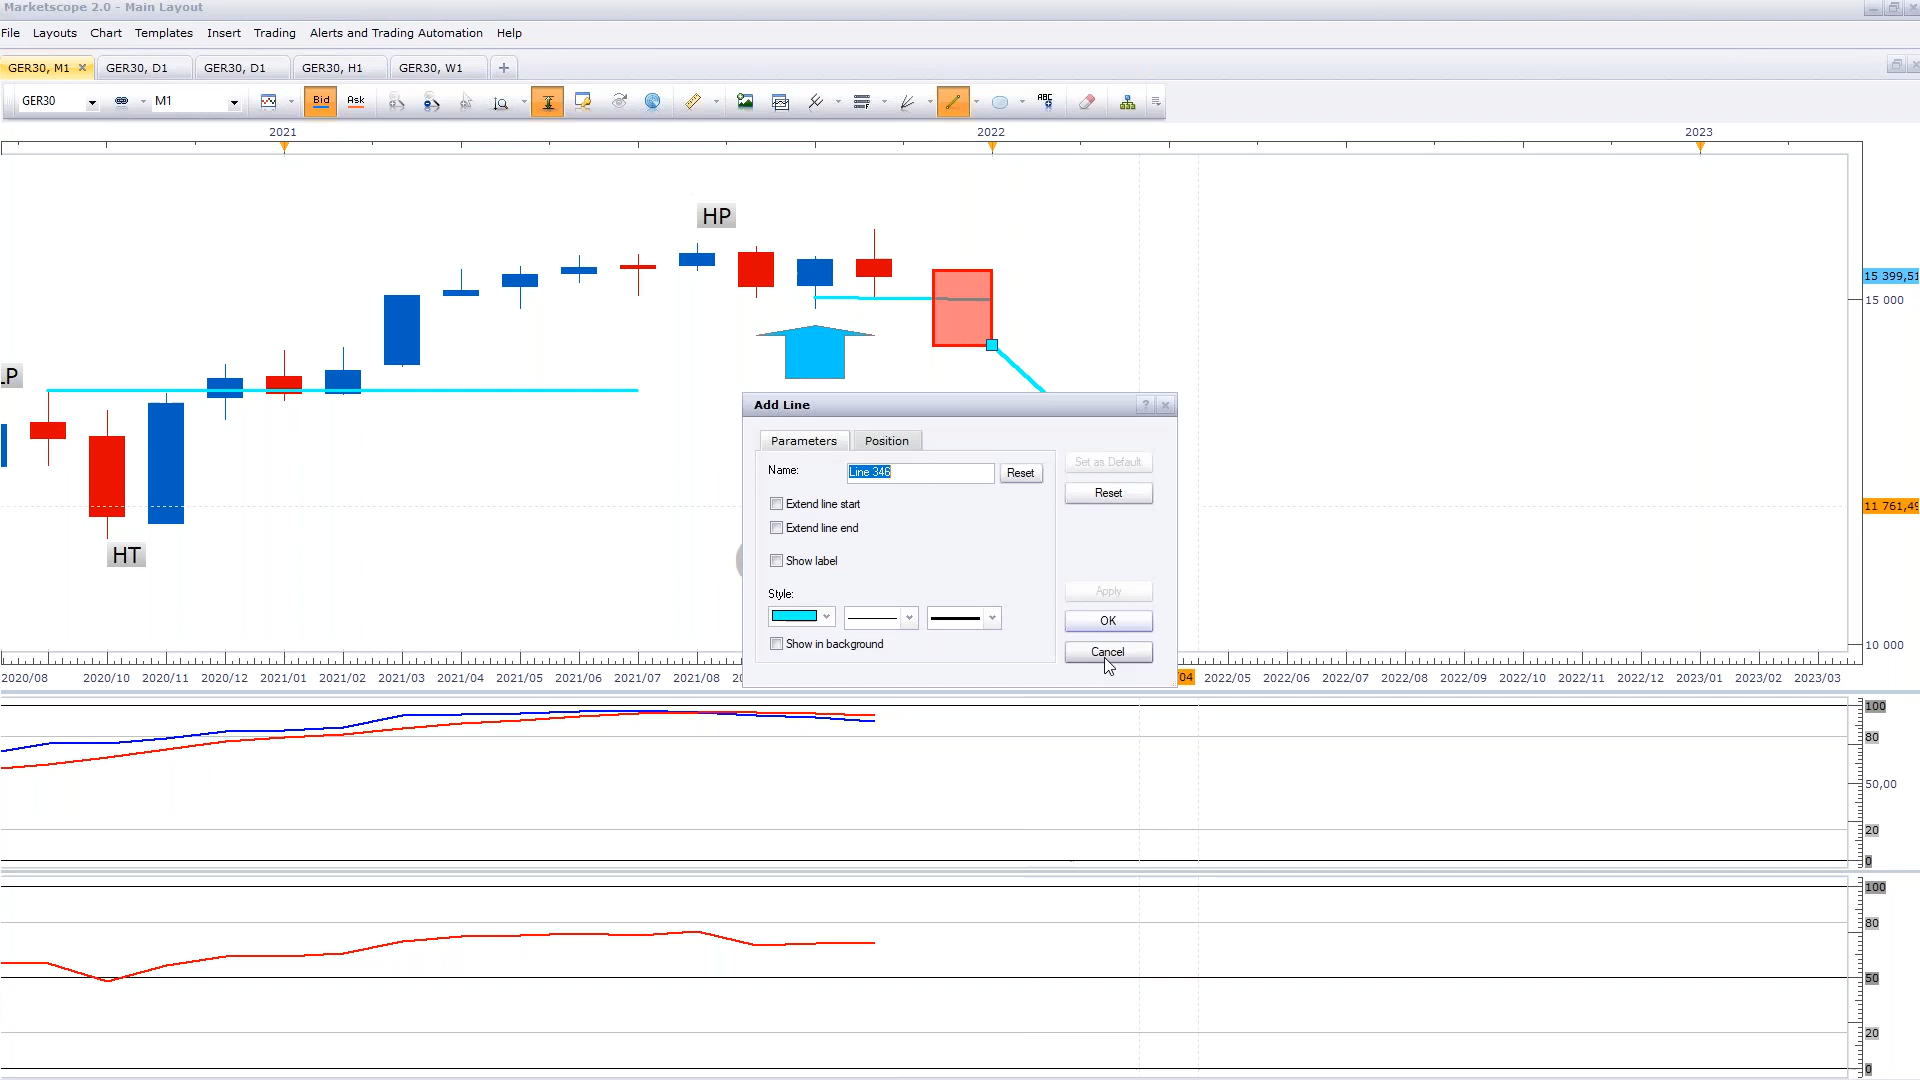 Marketscope 2.0 - Main Layout
File Layouts Chart Templates Insert Trading Alerts and Trading Automation Help
GER30, M1 GER30, D1 GER30, D1 GER30, H1 GER30, W1
GER30 M1 Bid Ask ABC
2021 2022 2023
HP
15 399,51
15 000
LP
Add Line
Parameters Position
Name: Line 346 Reset
Set as Default
Reset
Extend line start
11 761,49
Extend line end
HT
Show label
Style:
Apply
OK
Show in background
Cancel
10 000
2020/08 2020/10 2020/11 2020/12 2021/01 2021/02 2021/03 2021/04 2021/05 2021/06 2021/07 2021/08 04 2022/05 2022/06 2022/07 2022/08 2022/09 2022/10 2022/11 2022/12 2023/01 2023/02 2023/03
100
80
50,00
20
0
100
80
50
20
0